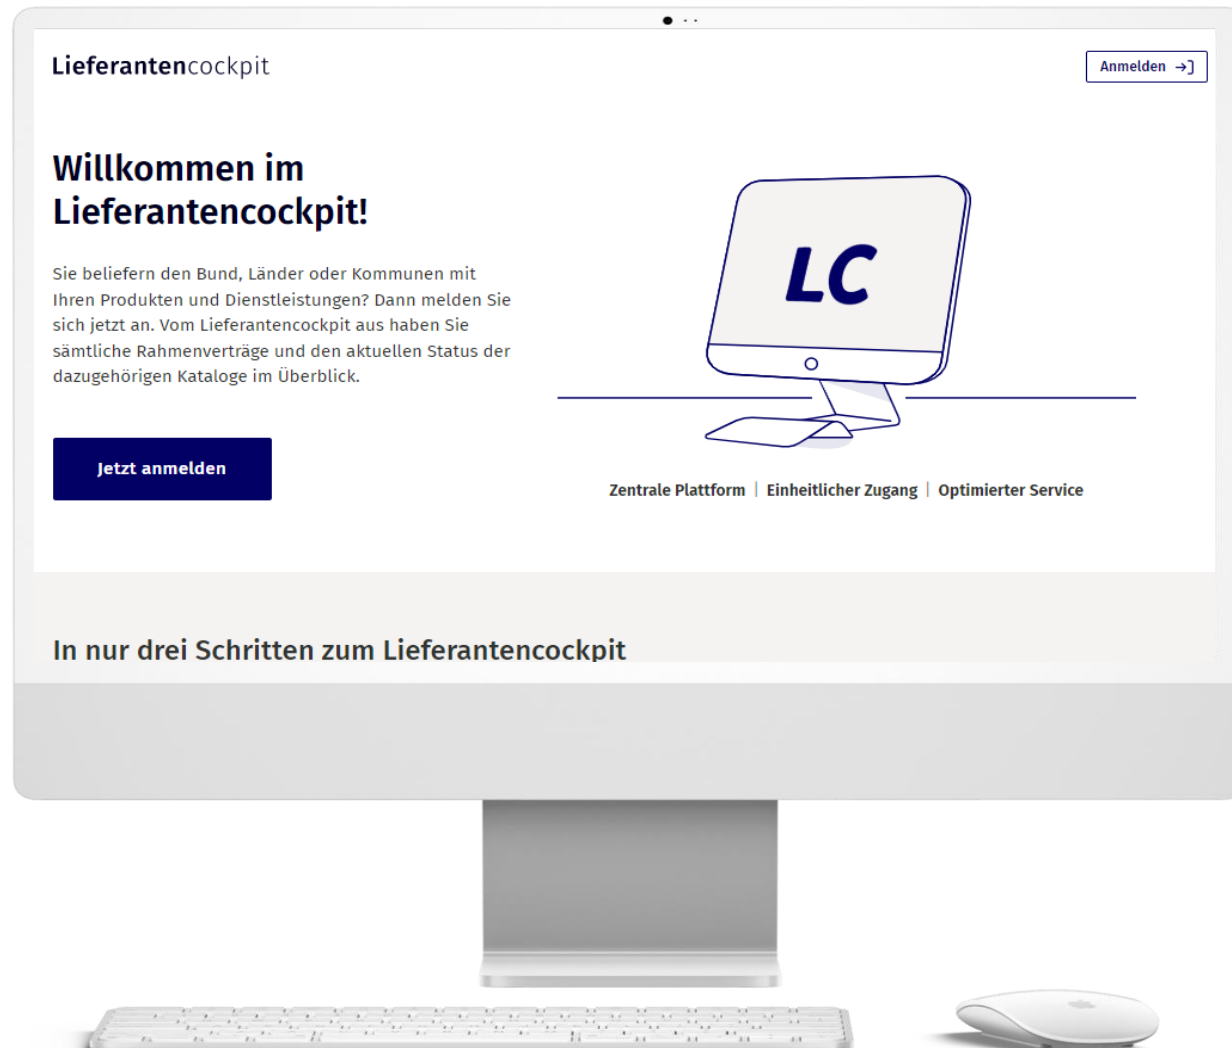 Lieferantencockpit
Anmelden
Willkommen im
Lieferantencockpit!
Sie beliefern den Bund, Länder oder Kommunen mit
Ihren Produkten und Dienstleistungen? Dann melden Sie
sich jetzt an. Vom Lieferantencockpit aus haben Sie
sämtliche Rahmenverträge und den aktuellen Status der
dazugehörigen Kataloge im Überblick.
Jetzt anmelden
LC
Zentrale Plattform | Einheitlicher Zugang | Optimierter Service
In nur drei Schritten zum Lieferantencockpit